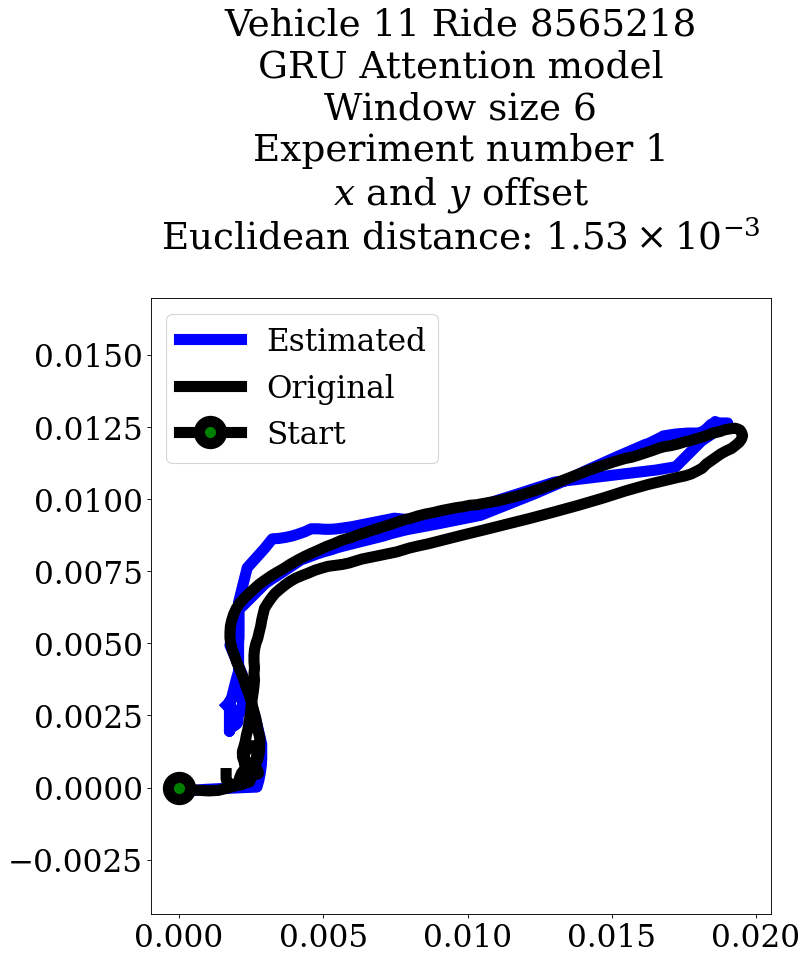 Vehicle 11 Ride 8565218
GRU Attention model
Window size 6
Experiment number 1
x and y offset
Euclidean distance: 1.53 × 10⁻³
Estimated
Original
Start
0.0150
0.0125
0.0100
0.0075
0.0050
0.0025
0.0000
−0.0025
0.000 0.005 0.010 0.015 0.020